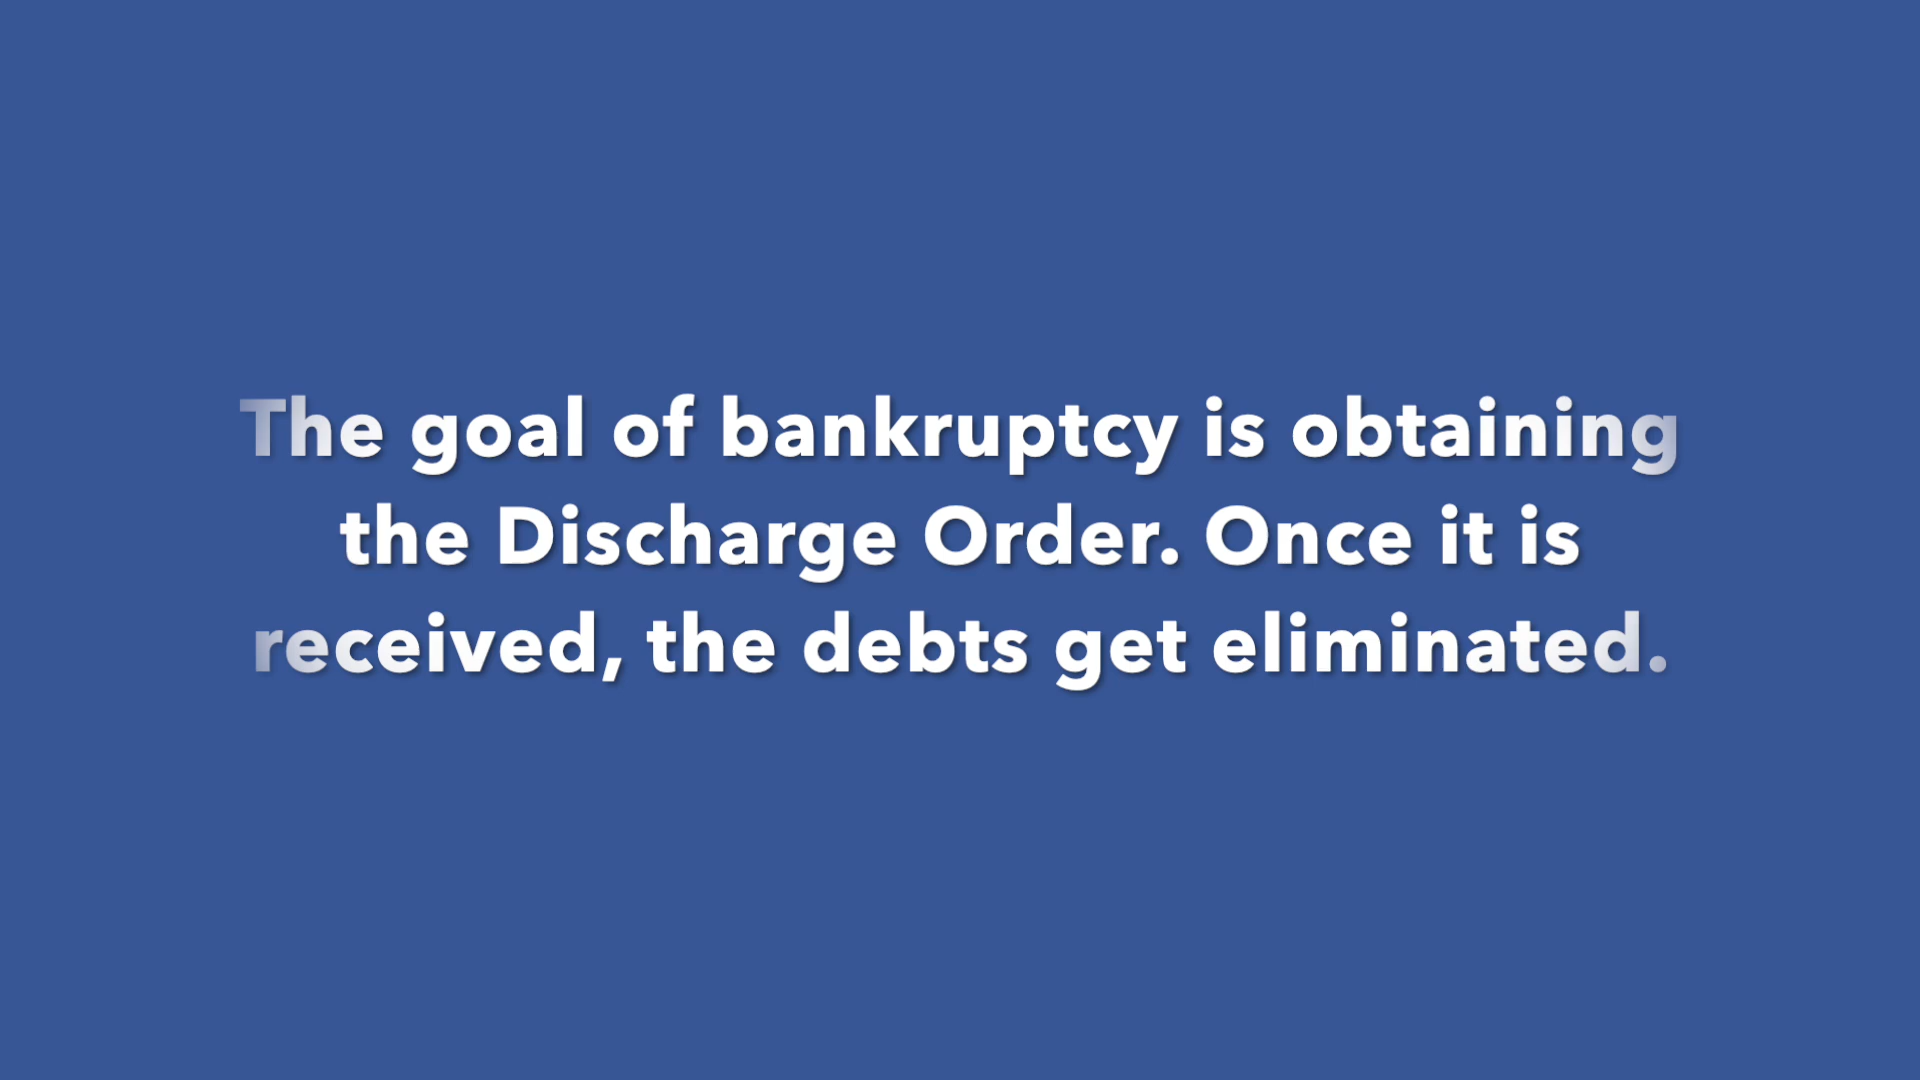 The goal of bankruptcy is obtaining
the Discharge Order. Once it is
received, the debts get eliminated.